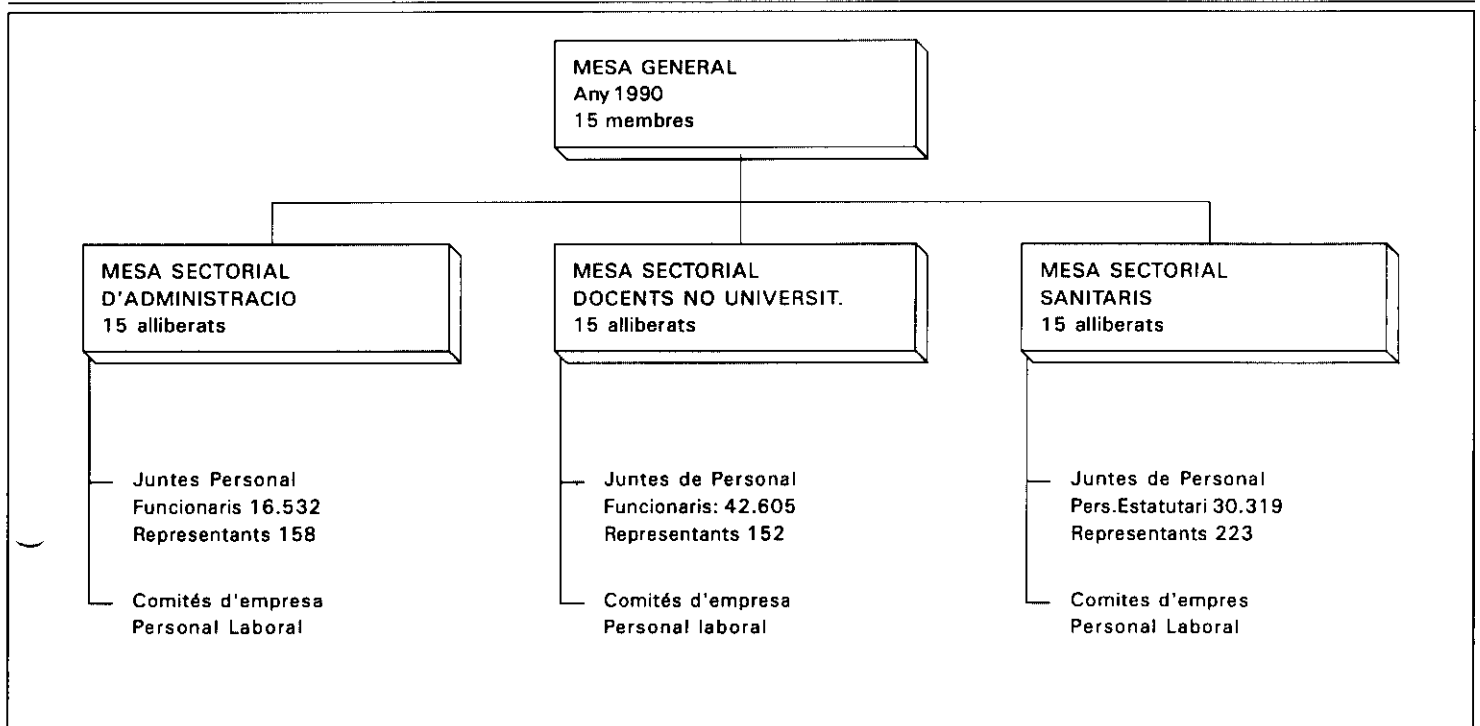 MESA GENERAL
Any 1990
15 membres
MESA SECTORIAL
D'ADMINISTRACIO
15 alliberats
Juntes Personal
Funcionaris 16.532
Representants 158
Comités d'empresa
Personal Laboral
MESA SECTORIAL
DOCENTS NO UNIVERSIT.
15 alliberats
Juntes de Personal
Funcionaris: 42.605
Representants 152
Comités d'empresa
Personal laboral
MESA SECTORIAL
SANITARIS
15 alliberats
Juntes de Personal
Pers.Estatutari 30.319
Representants 223
Comites d'empres
Personal Laboral